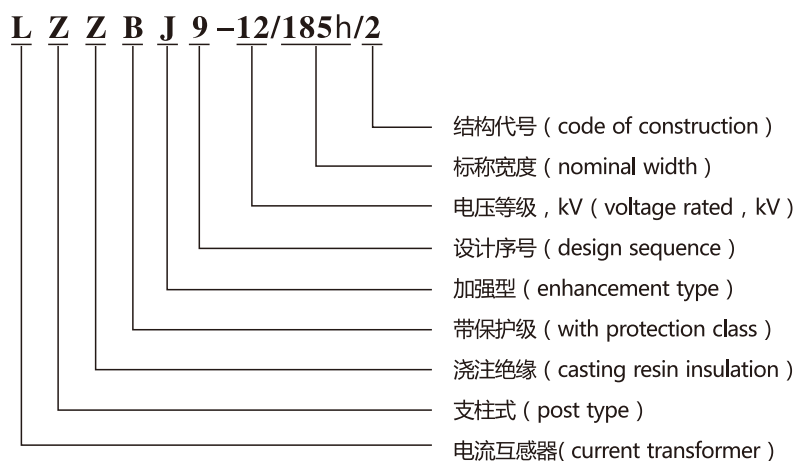 LZZBJ9-12/185h/2
结构代号 ( code of construction )
标称宽度 ( nominal width )
电压等级 , kV ( voltage rated , kV )
设计序号 ( design sequence )
加强型 ( enhancement type )
带保护级 ( with protection class )
浇注绝缘 ( casting resin insulation )
支柱式 ( post type )
电流互感器( current transformer )